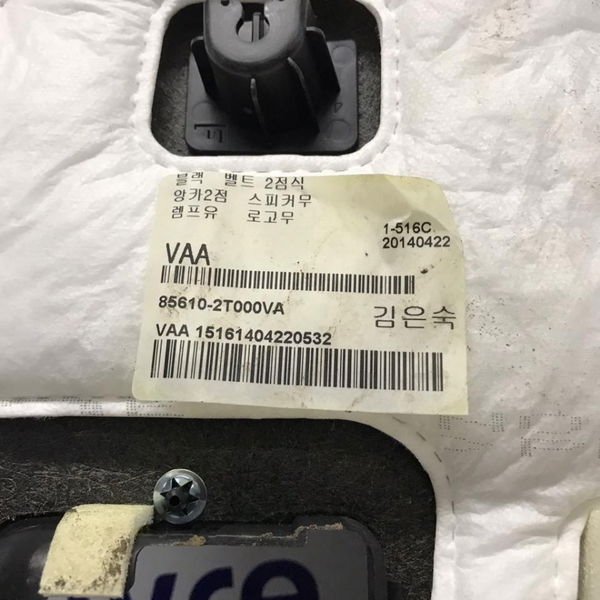 블랙 벨트 2점식
앙카2점 스피커무
렘프유 로고무
1-516C
20140422
VAA
85610-2T000VA
김은숙
VAA 15161404220532